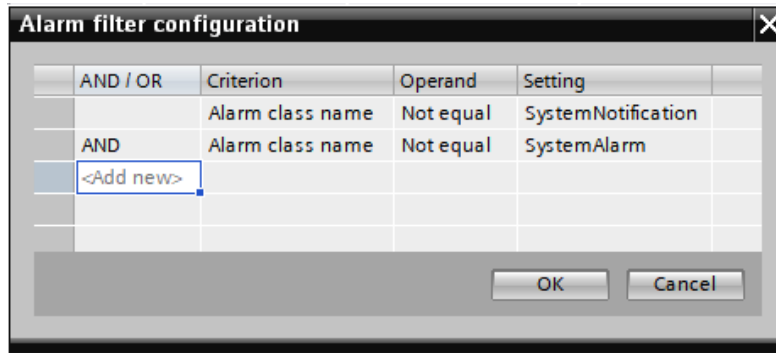 Alarm filter configuration
AND / OR Criterion Operand Setting
Alarm class name Not equal SystemNotification
AND Alarm class name Not equal SystemAlarm
<Add new>
OK Cancel